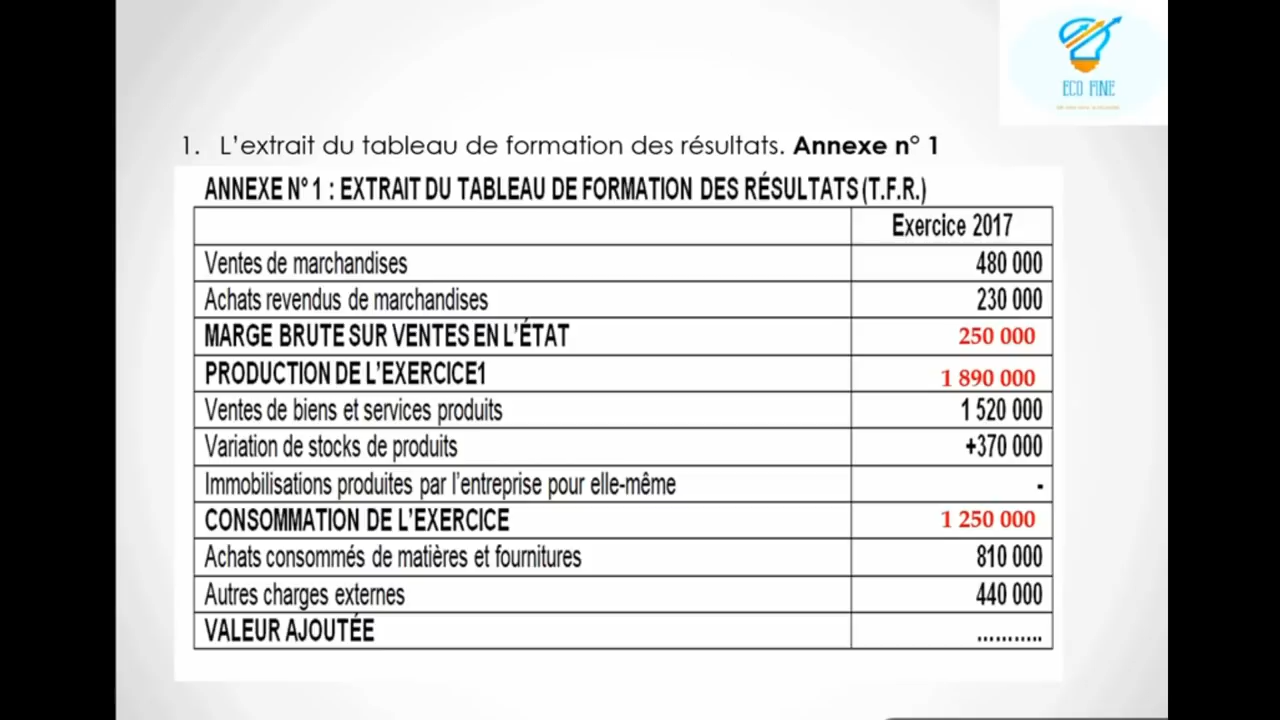 ECO FINE
1. L'extrait du tableau de formation des résultats. Annexe n° 1
ANNEXE N° 1 : EXTRAIT DU TABLEAU DE FORMATION DES RÉSULTATS (T.F.R.)
Exercice 2017
Ventes de marchandises 480 000
Achats revendus de marchandises 230 000
MARGE BRUTE SUR VENTES EN L'ÉTAT 250 000
PRODUCTION DE L'EXERCICE1 1 890 000
Ventes de biens et services produits 1 520 000
Variation de stocks de produits +370 000
Immobilisations produites par l'entreprise pour elle-même -
CONSOMMATION DE L'EXERCICE 1 250 000
Achats consommés de matières et fournitures 810 000
Autres charges externes 440 000
VALEUR AJOUTÉE ...........